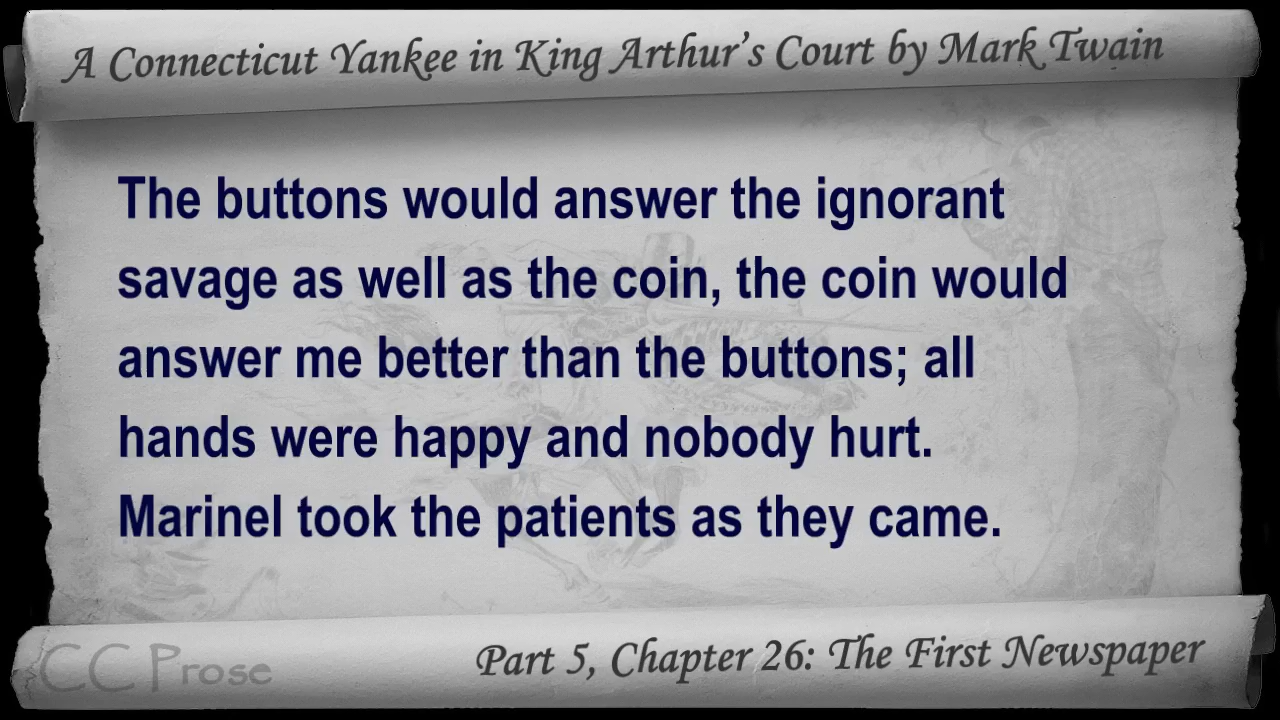 A Connecticut Yankee in King Arthur's Court by Mark Twain
The buttons would answer the ignorant
savage as well as the coin, the coin would
answer me better than the buttons; all
hands were happy and nobody hurt.
Marinel took the patients as they came.
CC Prose
Part 5, Chapter 26: The First Newspaper